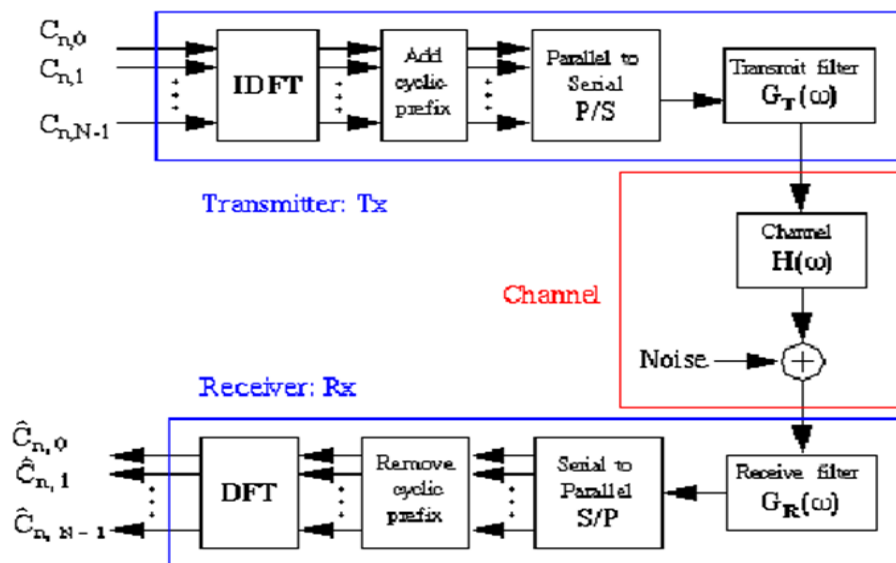 C_{n,0}
C_{n,1}
C_{n,N-1}
IDFT
Add
cyclic
prefix
Parallel to
Serial
P/S
Transmit filter
G_T(ω)
Transmitter: Tx
Channel
H(ω)
Channel
Noise
+
Receiver: Rx
Ĉ_{n,0}
Ĉ_{n,1}
Ĉ_{n,N-1}
DFT
Remove
cyclic
prefix
Serial to
Parallel
S/P
Receive filter
G_R(ω)